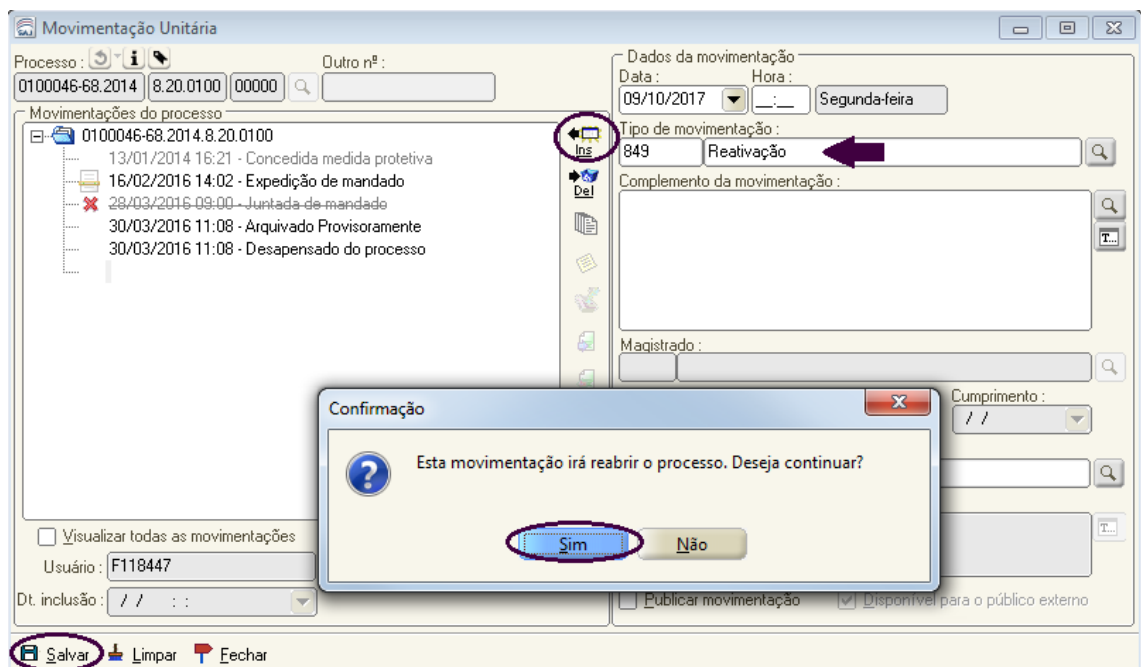 Movimentação Unitária
Processo :
Outro nº :
0100046-68.2014 8.20.0100 00000
Movimentações do processo
0100046-68.2014.8.20.0100
13/01/2014 16:21 - Concedida medida protetiva
16/02/2016 14:02 - Expedição de mandado
28/03/2016 09:00 - Juntada de mandado
30/03/2016 11:08 - Arquivado Provisoramente
30/03/2016 11:08 - Desapensado do processo
Ins
Del
Visualizar todas as movimentações
Usuário : F118447
Dt. inclusão : / / : :
Dados da movimentação
Data : Hora :
09/10/2017 __:__ Segunda-feira
Tipo de movimentação :
849 Reativação
Complemento da movimentação :
T...
Magistrado :
Cumprimento :
/ /
T...
Publicar movimentação Disponível para o público externo
Confirmação
Esta movimentação irá reabrir o processo. Deseja continuar?
Sim Não
Salvar Limpar Fechar